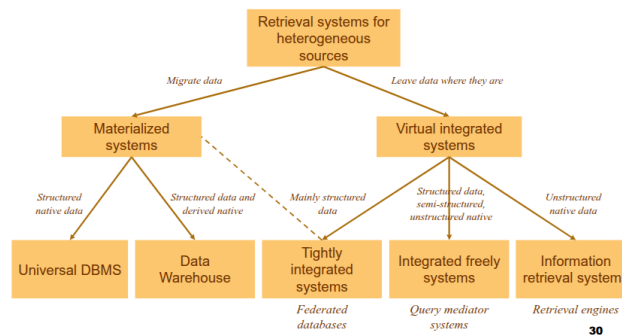 Retrieval systems for
heterogeneous
sources
Migrate data
Leave data where they are
Materialized
systems
Virtual integrated
systems
Structured
native data
Structured data and
derived native
Mainly structured
data
Structured data,
semi-structured,
unstructured native
Unstructured
native data
Universal DBMS
Data
Warehouse
Tightly
integrated
systems
Integrated freely
systems
Information
retrieval system
Federated
databases
Query mediator
systems
Retrieval engines
30